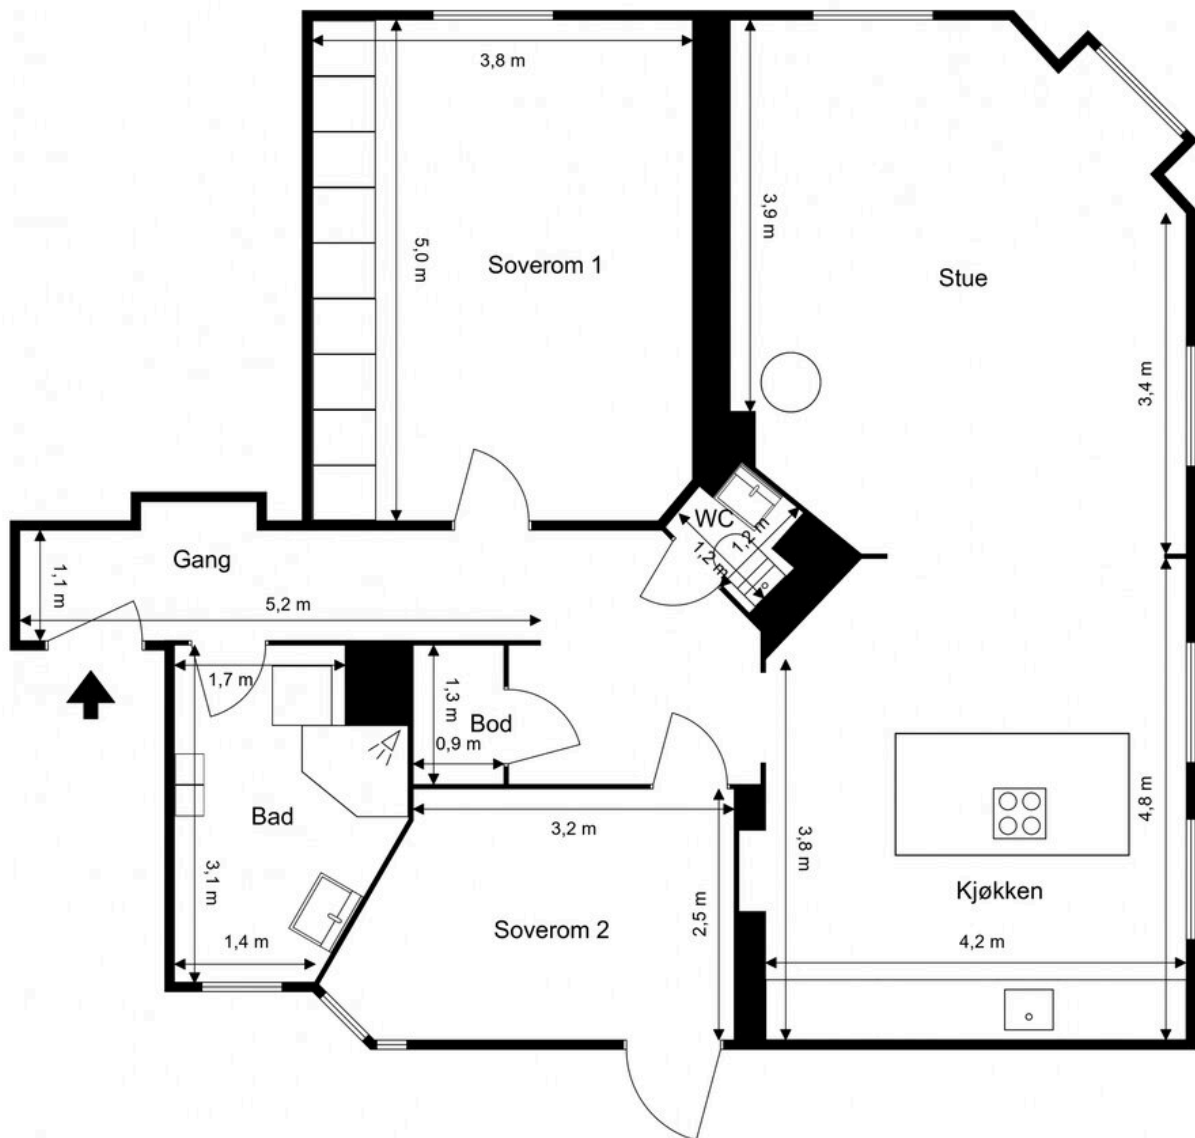 3,8 m
3,9 m
5,0 m
Soverom 1
Stue
3,4 m
WC
1,2 m
1,2 m
Gang
1,1 m
5,2 m
1,7 m
1,3 m
Bod
0,9 m
Bad
3,2 m
3,8 m
4,8 m
3,1 m
Kjøkken
2,5 m
Soverom 2
1,4 m
4,2 m